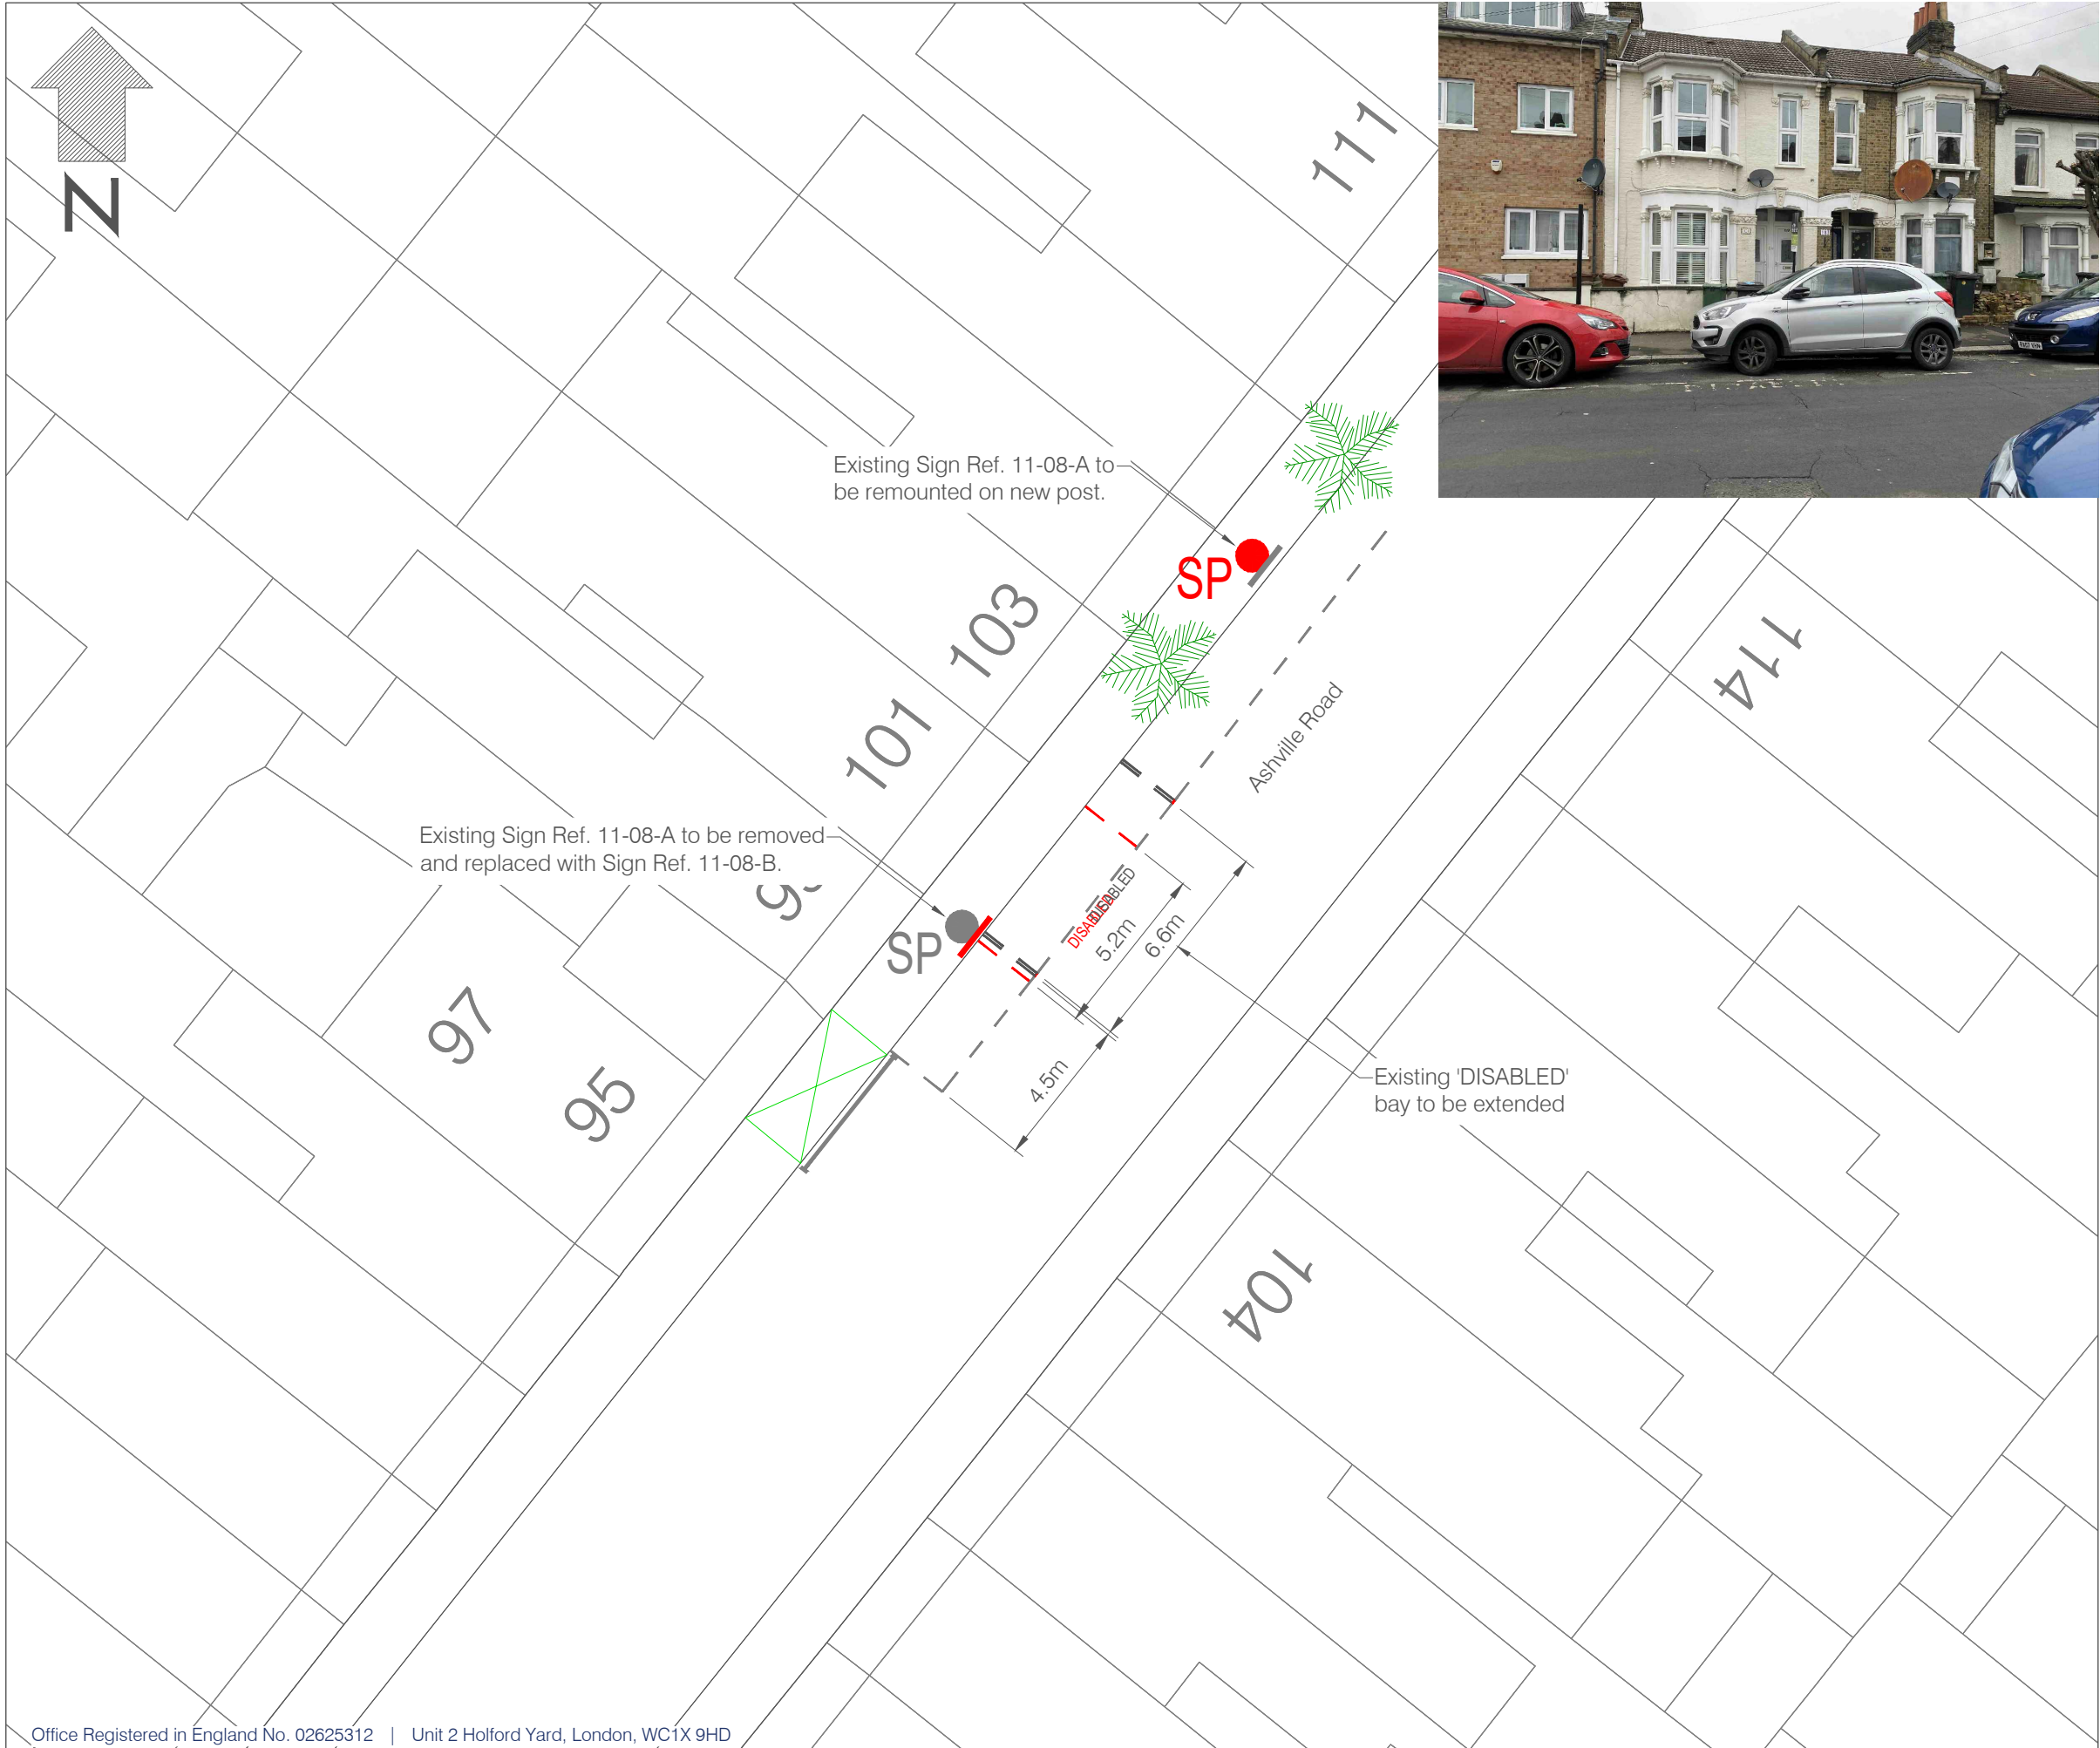 N
111
Existing Sign Ref. 11-08-A to
be remounted on new post.
SP
103
114
101
Ashville Road
Existing Sign Ref. 11-08-A to be removed
and replaced with Sign Ref. 11-08-B.
DISABLED
DISABLED
SP
5.2m
6.6m
97
95
4.5m
Existing 'DISABLED'
bay to be extended
104
Office Registered in England No. 02625312 | Unit 2 Holford Yard, London, WC1X 9HD